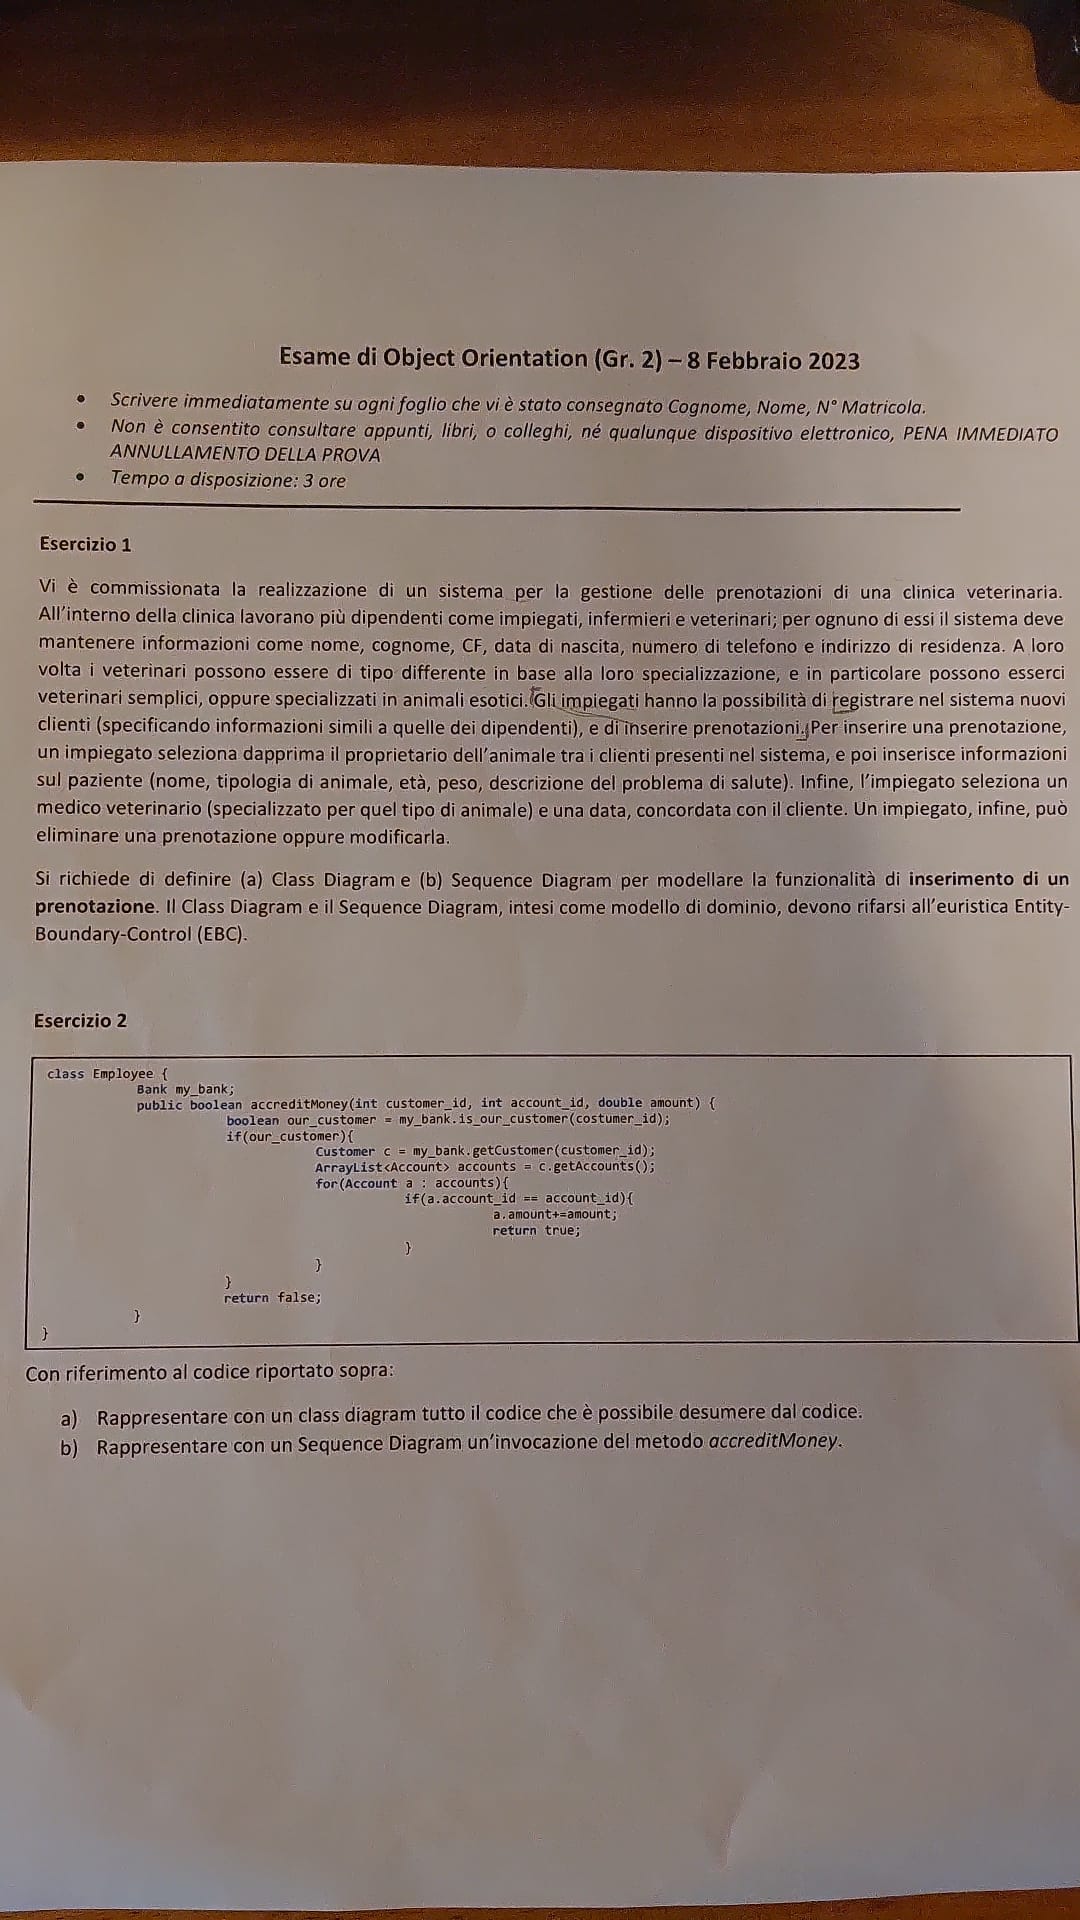 Esame di Object Orientation (Gr. 2) – 8 Febbraio 2023
• Scrivere immediatamente su ogni foglio che vi è stato consegnato Cognome, Nome, N° Matricola.
• Non è consentito consultare appunti, libri, o colleghi, né qualunque dispositivo elettronico, PENA IMMEDIATO
ANNULLAMENTO DELLA PROVA
• Tempo a disposizione: 3 ore
Esercizio 1
Vi è commissionata la realizzazione di un sistema per la gestione delle prenotazioni di una clinica veterinaria.
All'interno della clinica lavorano più dipendenti come impiegati, infermieri e veterinari; per ognuno di essi il sistema deve
mantenere informazioni come nome, cognome, CF, data di nascita, numero di telefono e indirizzo di residenza. A loro
volta i veterinari possono essere di tipo differente in base alla loro specializzazione, e in particolare possono esserci
veterinari semplici, oppure specializzati in animali esotici. Gli impiegati hanno la possibilità di registrare nel sistema nuovi
clienti (specificando informazioni simili a quelle dei dipendenti), e di inserire prenotazioni. Per inserire una prenotazione,
un impiegato seleziona dapprima il proprietario dell'animale tra i clienti presenti nel sistema, e poi inserisce informazioni
sul paziente (nome, tipologia di animale, età, peso, descrizione del problema di salute). Infine, l'impiegato seleziona un
medico veterinario (specializzato per quel tipo di animale) e una data, concordata con il cliente. Un impiegato, infine, può
eliminare una prenotazione oppure modificarla.
Si richiede di definire (a) Class Diagram e (b) Sequence Diagram per modellare la funzionalità di inserimento di un
prenotazione. Il Class Diagram e il Sequence Diagram, intesi come modello di dominio, devono rifarsi all'euristica Entity-
Boundary-Control (EBC).
Esercizio 2
class Employee {
Bank my_bank;
public boolean accreditMoney(int customer_id, int account_id, double amount) {
boolean our_customer = my_bank.is_our_customer(costumer_id);
if(our_customer){
Customer c = my_bank.getCustomer(customer_id);
ArrayList<Account> accounts = c.getAccounts();
for(Account a : accounts){
if(a.account_id == account_id){
a.amount+=amount;
return true;
}
}
}
return false;
}
}
Con riferimento al codice riportato sopra:
a) Rappresentare con un class diagram tutto il codice che è possibile desumere dal codice.
b) Rappresentare con un Sequence Diagram un'invocazione del metodo accreditMoney.